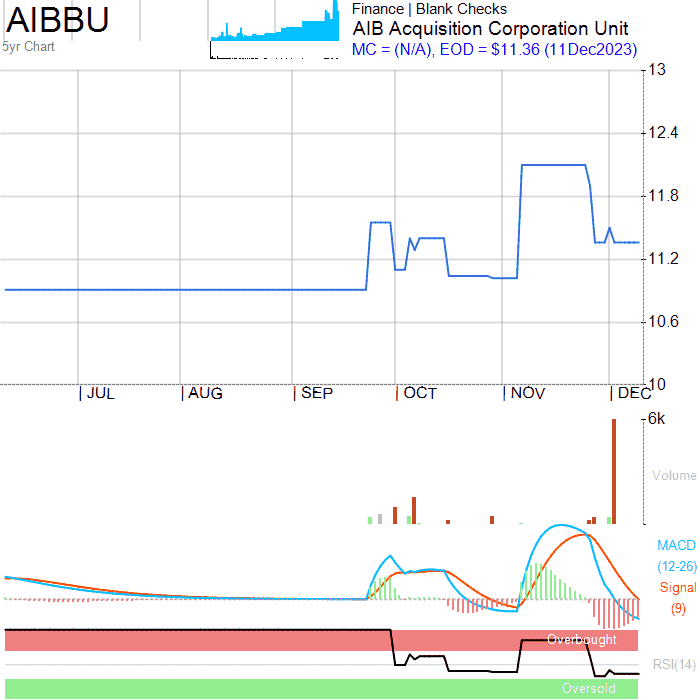 AIBBU
5yr Chart
Finance | Blank Checks
AIB Acquisition Corporation Unit
MC = (N/A), EOD = $11.36 (11Dec2023)
13
12.4
11.8
11.2
10.6
10
| JUL | AUG | SEP | OCT | NOV | DEC
6k
Volume
MACD
(12-26)
Signal
(9)
Overbought
RSI(14)
Oversold